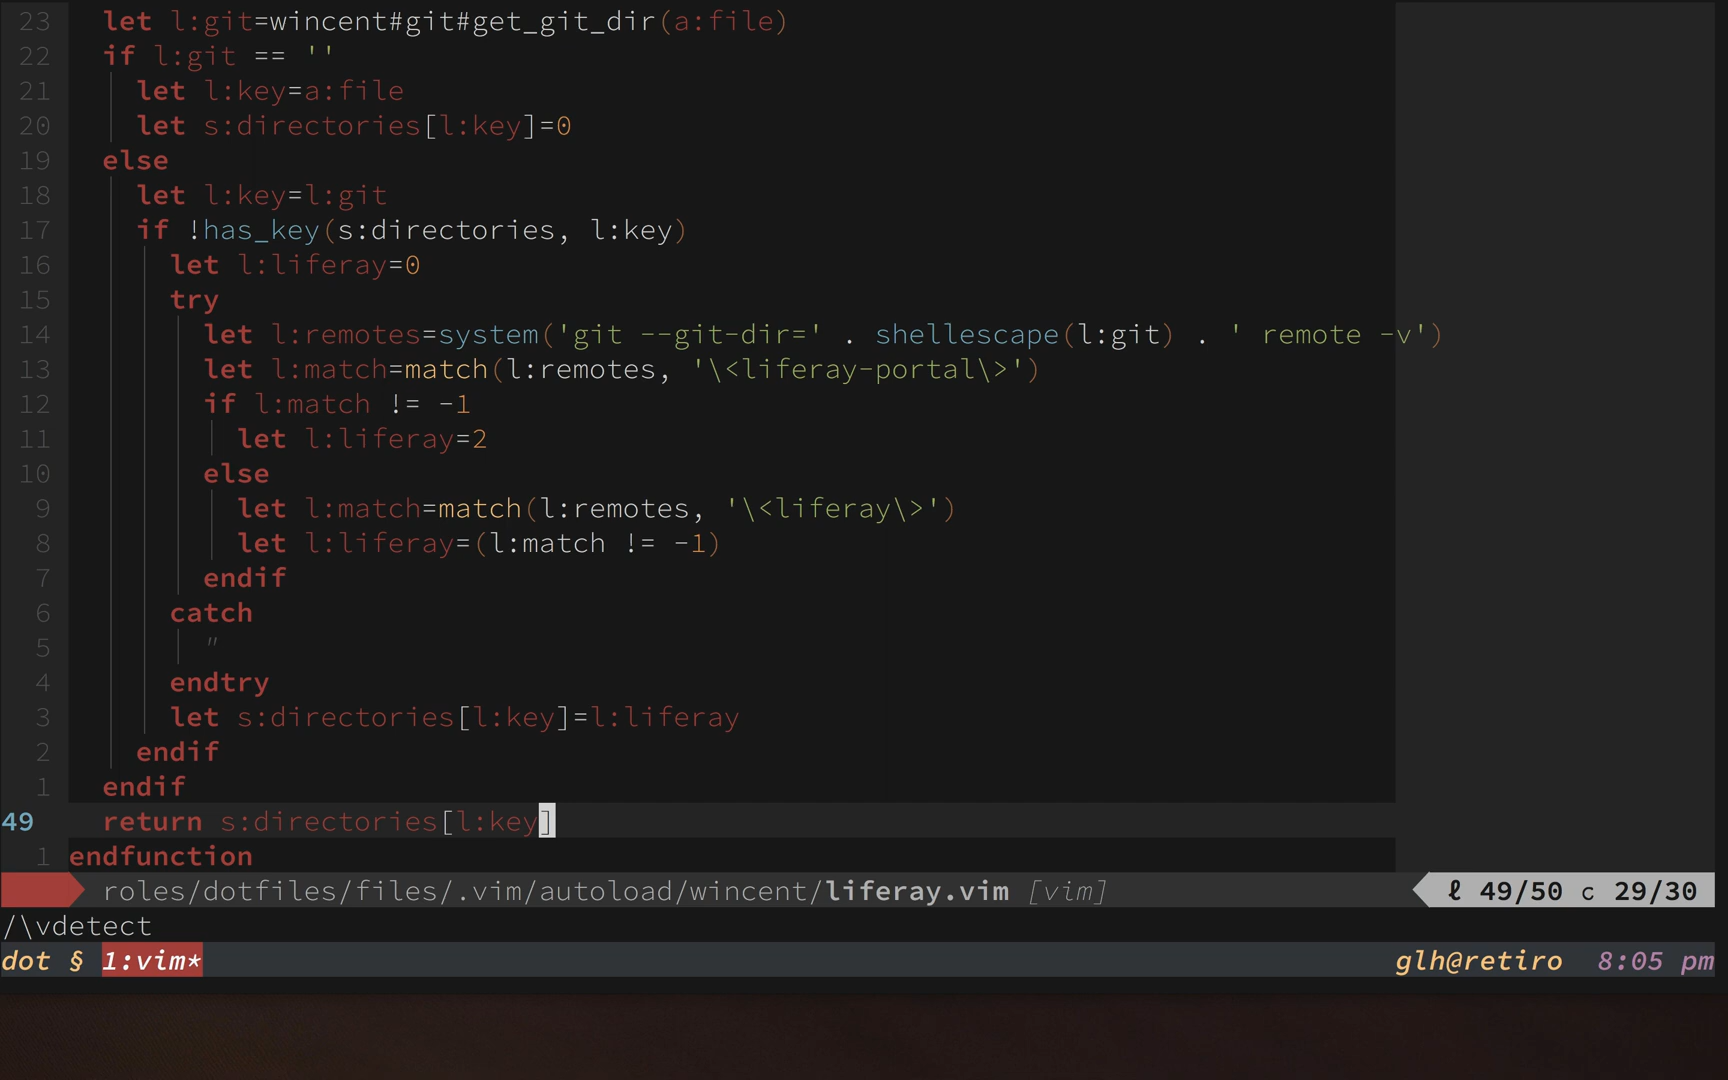 23 let l:git=wincent#git#get_git_dir(a:file)
22 if l:git == ''
21 let l:key=a:file
20 let s:directories[l:key]=0
19 else
18 let l:key=l:git
17 if !has_key(s:directories, l:key)
16 let l:liferay=0
15 try
14 let l:remotes=system('git --git-dir=' . shellescape(l:git) . ' remote -v')
13 let l:match=match(l:remotes, '\<liferay-portal\>')
12 if l:match != -1
11 let l:liferay=2
10 else
9 let l:match=match(l:remotes, '\<liferay\>')
8 let l:liferay=(l:match != -1)
7 endif
6 catch
5 "
4 endtry
3 let s:directories[l:key]=l:liferay
2 endif
1 endif
49 return s:directories[l:key]
1 endfunction
roles/dotfiles/files/.vim/autoload/wincent/liferay.vim [vim] ℓ 49/50 c 29/30
/\vdetect
dot § 1:vim* glh@retiro 8:05 pm